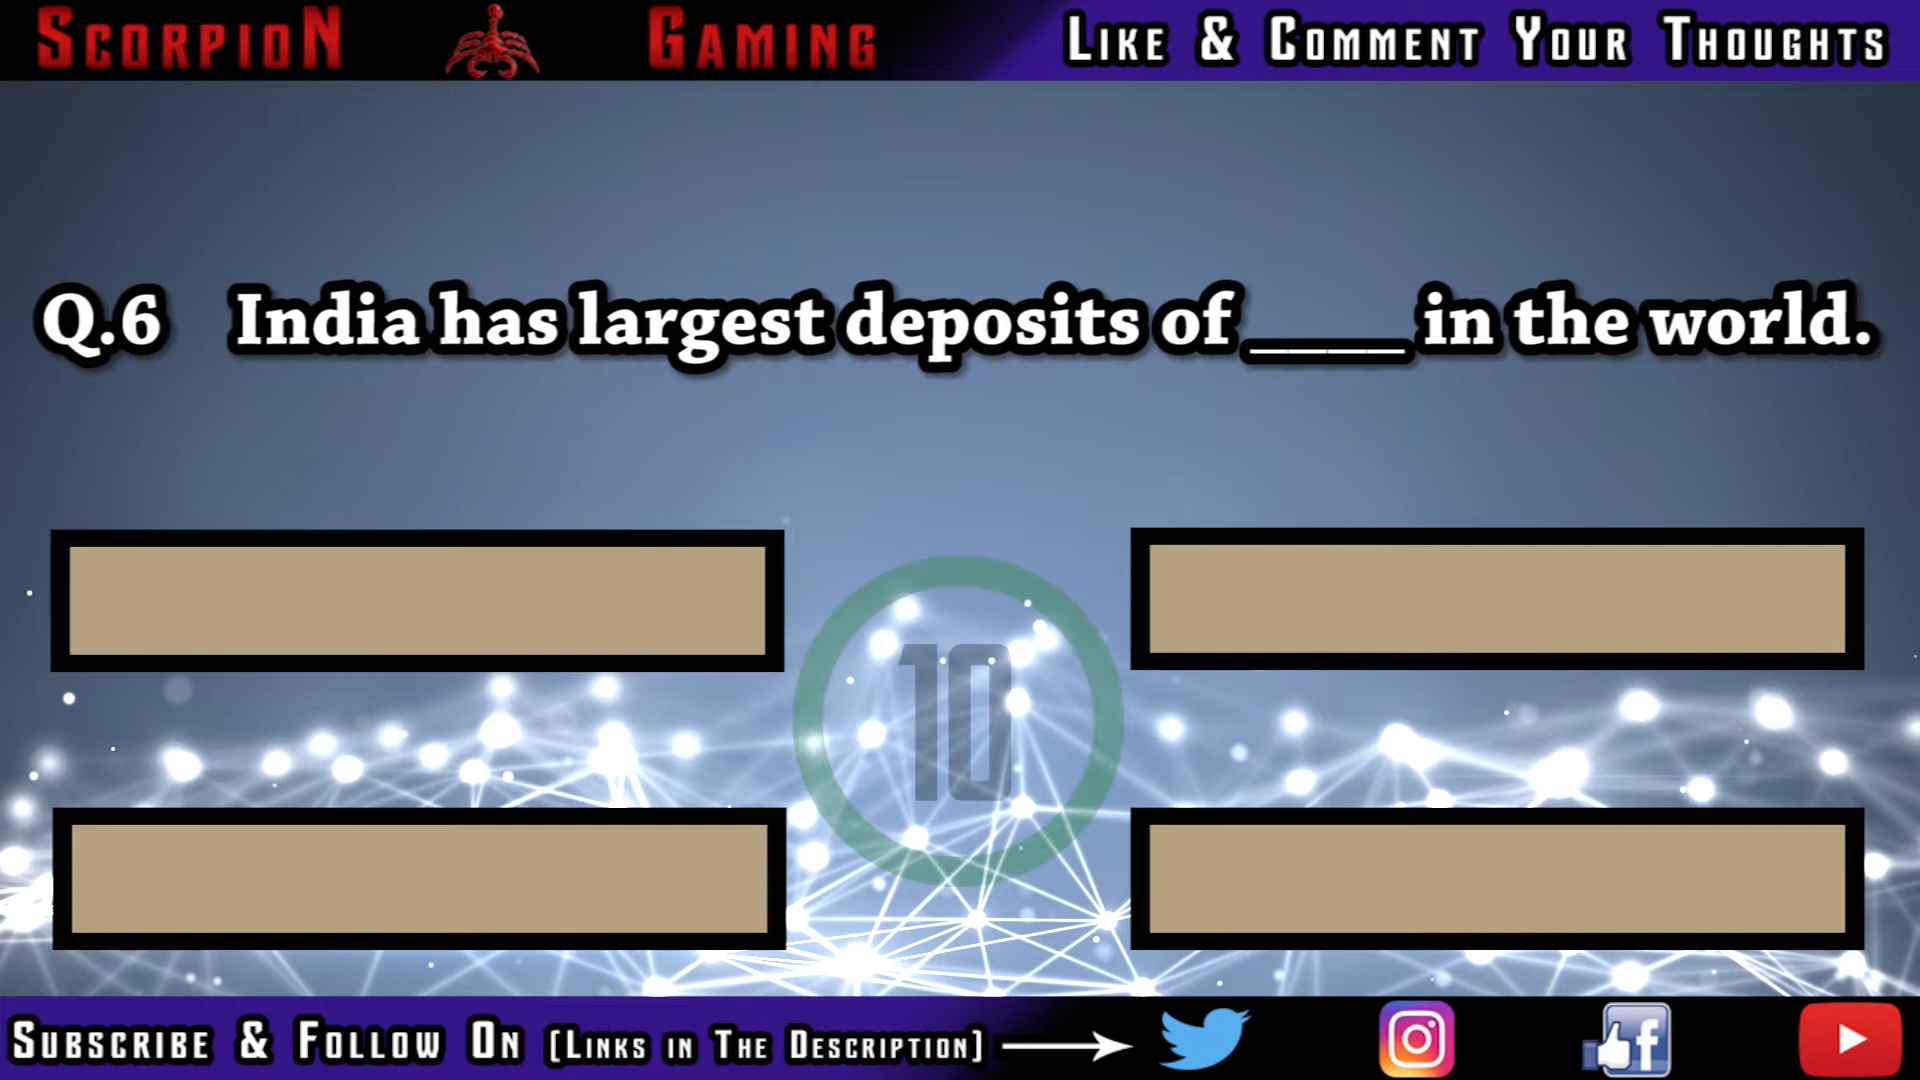 ScorpioN Gaming
Like & Comment Your Thoughts
Q.6 India has largest deposits of ____ in the world.
10
Subscribe & Follow On [Links in The Description]